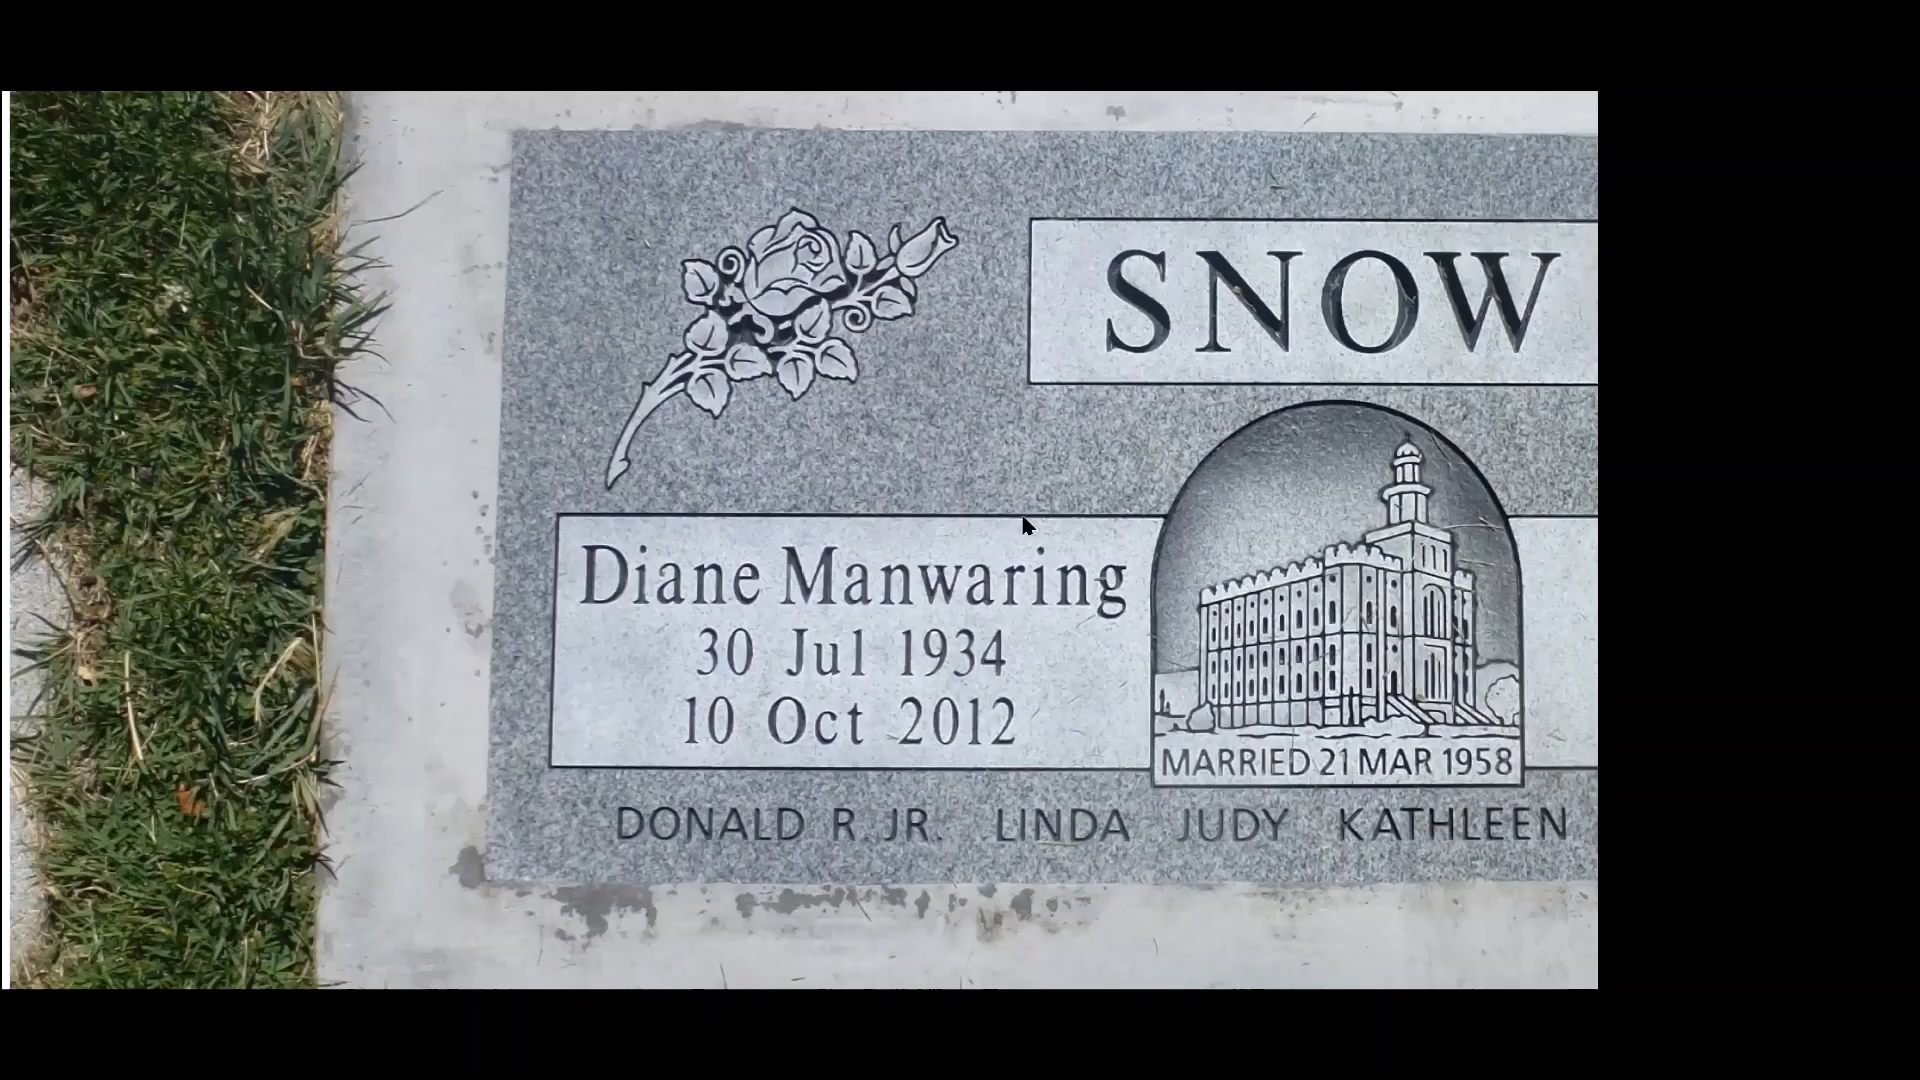 SNOW
Diane Manwaring
30 Jul 1934
10 Oct 2012
MARRIED 21 MAR 1958
DONALD R. JR. LINDA JUDY KATHLEEN